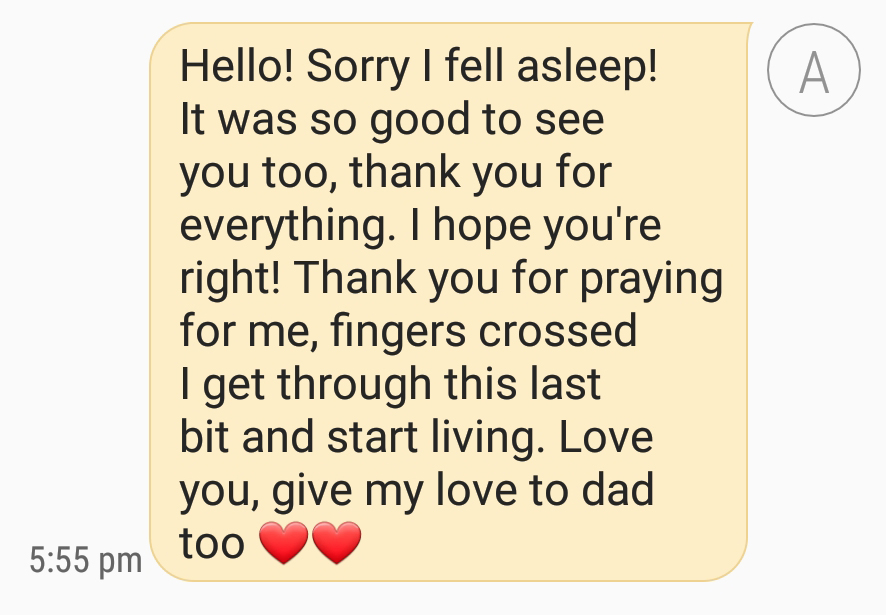 Hello! Sorry I fell asleep!
It was so good to see
you too, thank you for
everything. I hope you're
right! Thank you for praying
for me, fingers crossed
I get through this last
bit and start living. Love
you, give my love to dad
too ❤️❤️
5:55 pm
A